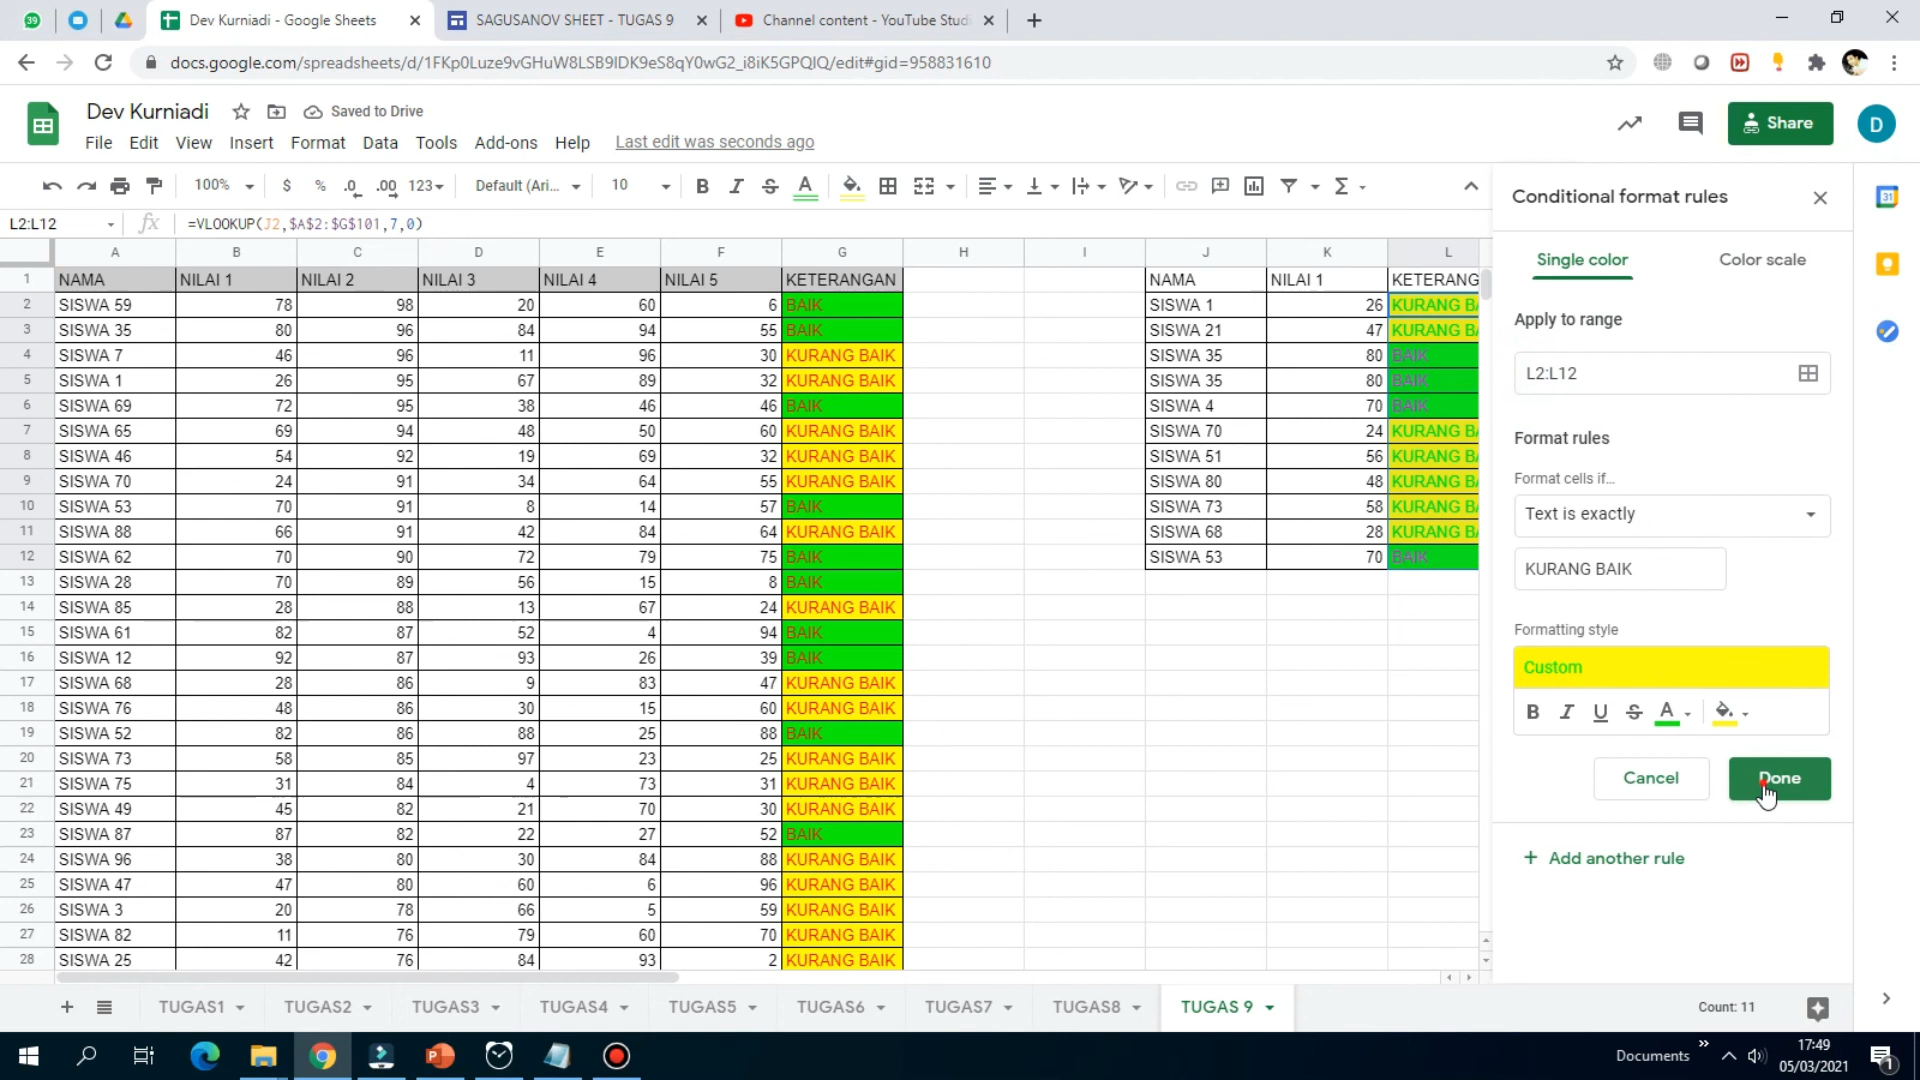 39
Dev Kurniadi - Google Sheets
SAGUSANOV SHEET - TUGAS 9
Channel content - YouTube Studi
docs.google.com/spreadsheets/d/1FKp0Luze9vGHuW8LSB9IDK9eS8qY0wG2_i8iK5GPQIQ/edit#gid=958831610
Dev Kurniadi Saved to Drive
Share D
File Edit View Insert Format Data Tools Add-ons Help Last edit was seconds ago
100% $ % .0 .00 123 Default (Ari... 10 B I S A Σ
L2:L12 fx =VLOOKUP(J2,$A$2:$G$101,7,0)
A B C D E F G H I J K L
1 NAMA NILAI 1 NILAI 2 NILAI 3 NILAI 4 NILAI 5 KETERANGAN NAMA NILAI 1 KETERANG
2 SISWA 59 78 98 20 60 6 BAIK SISWA 1 26 KURANG BA
3 SISWA 35 80 96 84 94 55 BAIK SISWA 21 47 KURANG BA
4 SISWA 7 46 96 11 96 30 KURANG BAIK SISWA 35 80 BAIK
5 SISWA 1 26 95 67 89 32 KURANG BAIK SISWA 35 80 BAIK
6 SISWA 69 72 95 38 46 46 BAIK SISWA 4 70 BAIK
7 SISWA 65 69 94 48 50 60 KURANG BAIK SISWA 70 24 KURANG BA
8 SISWA 46 54 92 19 69 32 KURANG BAIK SISWA 51 56 KURANG BA
9 SISWA 70 24 91 34 64 55 KURANG BAIK SISWA 80 48 KURANG BA
10 SISWA 53 70 91 8 14 57 BAIK SISWA 73 58 KURANG BA
11 SISWA 88 66 91 42 84 64 KURANG BAIK SISWA 68 28 KURANG BA
12 SISWA 62 70 90 72 79 75 BAIK SISWA 53 70 BAIK
13 SISWA 28 70 89 56 15 8 BAIK
14 SISWA 85 28 88 13 67 24 KURANG BAIK
15 SISWA 61 82 87 52 4 94 BAIK
16 SISWA 12 92 87 93 26 39 BAIK
17 SISWA 68 28 86 9 83 47 KURANG BAIK
18 SISWA 76 48 86 30 15 60 KURANG BAIK
19 SISWA 52 82 86 88 25 88 BAIK
20 SISWA 73 58 85 97 23 25 KURANG BAIK
21 SISWA 75 31 84 4 73 31 KURANG BAIK
22 SISWA 49 45 82 21 70 30 KURANG BAIK
23 SISWA 87 87 82 22 27 52 BAIK
24 SISWA 96 38 80 30 84 88 KURANG BAIK
25 SISWA 47 47 80 60 6 96 KURANG BAIK
26 SISWA 3 20 78 66 5 59 KURANG BAIK
27 SISWA 82 11 76 79 60 70 KURANG BAIK
28 SISWA 25 42 76 84 93 2 KURANG BAIK
Conditional format rules
Single color Color scale
Apply to range
L2:L12
Format rules
Format cells if...
Text is exactly
KURANG BAIK
Formatting style
Custom
B I U S A
Cancel Done
+ Add another rule
31
TUGAS1 TUGAS2 TUGAS3 TUGAS4 TUGAS5 TUGAS6 TUGAS7 TUGAS8 TUGAS 9 Count: 11
Documents
17:49
05/03/2021
1